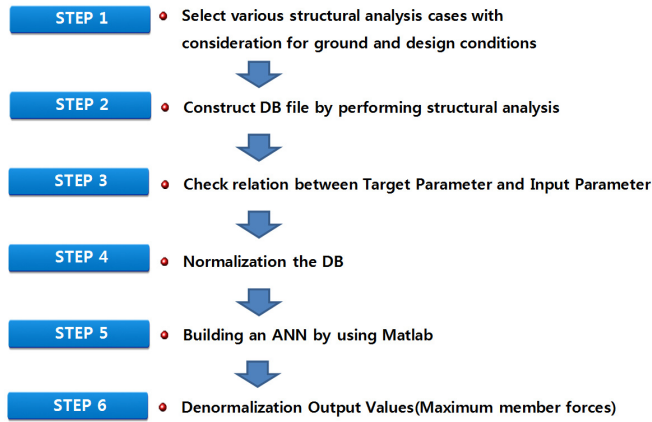 STEP 1
Select various structural analysis cases with
consideration for ground and design conditions
STEP 2
Construct DB file by performing structural analysis
STEP 3
Check relation between Target Parameter and Input Parameter
STEP 4
Normalization the DB
STEP 5
Building an ANN by using Matlab
STEP 6
Denormalization Output Values(Maximum member forces)